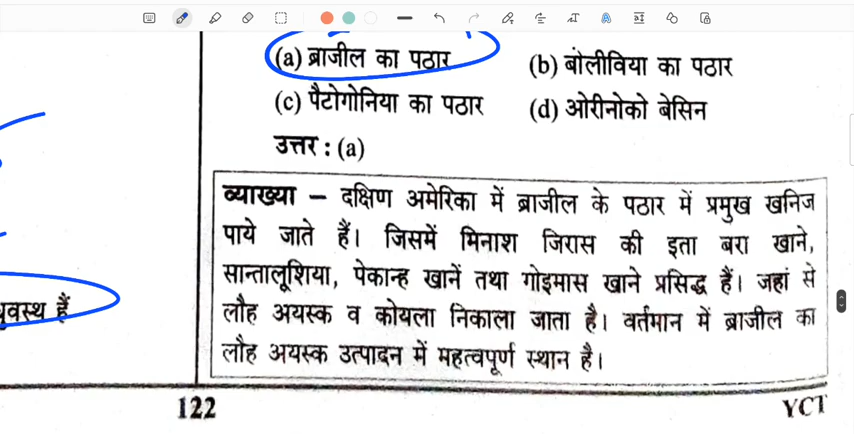 (a) ब्राजील का पठार (b) बोलीविया का पठार
(c) पैटोगोनिया का पठार (d) ओरीनोको बेसिन
उत्तर : (a)
व्याख्या – दक्षिण अमेरिका में ब्राजील के पठार में प्रमुख खनिज
पाये जाते हैं। जिसमें मिनाश जिरास की इता बरा खाने,
सान्तालूशिया, पेकान्ह खानें तथा गोइमास खाने प्रसिद्ध हैं। जहां से
लौह अयस्क व कोयला निकाला जाता है। वर्तमान में ब्राजील का
लौह अयस्क उत्पादन में महत्वपूर्ण स्थान है।
122 YCT